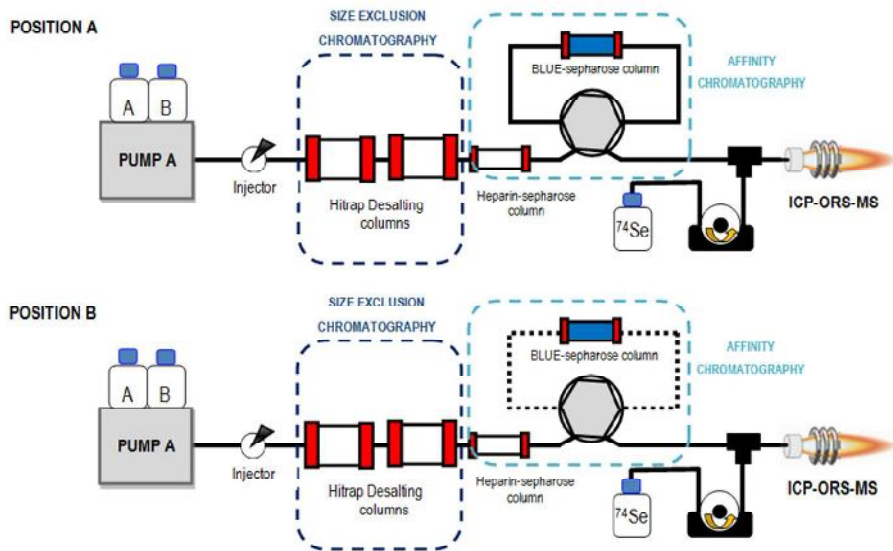 POSITION A
SIZE EXCLUSION
CHROMATOGRAPHY
BLUE-sepharose column
AFFINITY
CHROMATOGRAPHY
A B
PUMP A
Injector
Hitrap Desalting
columns
Heparin-sepharose
column
74Se
ICP-ORS-MS
POSITION B
SIZE EXCLUSION
CHROMATOGRAPHY
BLUE-sepharose column
AFFINITY
CHROMATOGRAPHY
A B
PUMP A
Injector
Hitrap Desalting
columns
Heparin-sepharose
column
74Se
ICP-ORS-MS